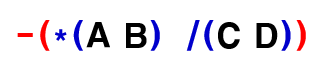 -(*(A B) /(C D))